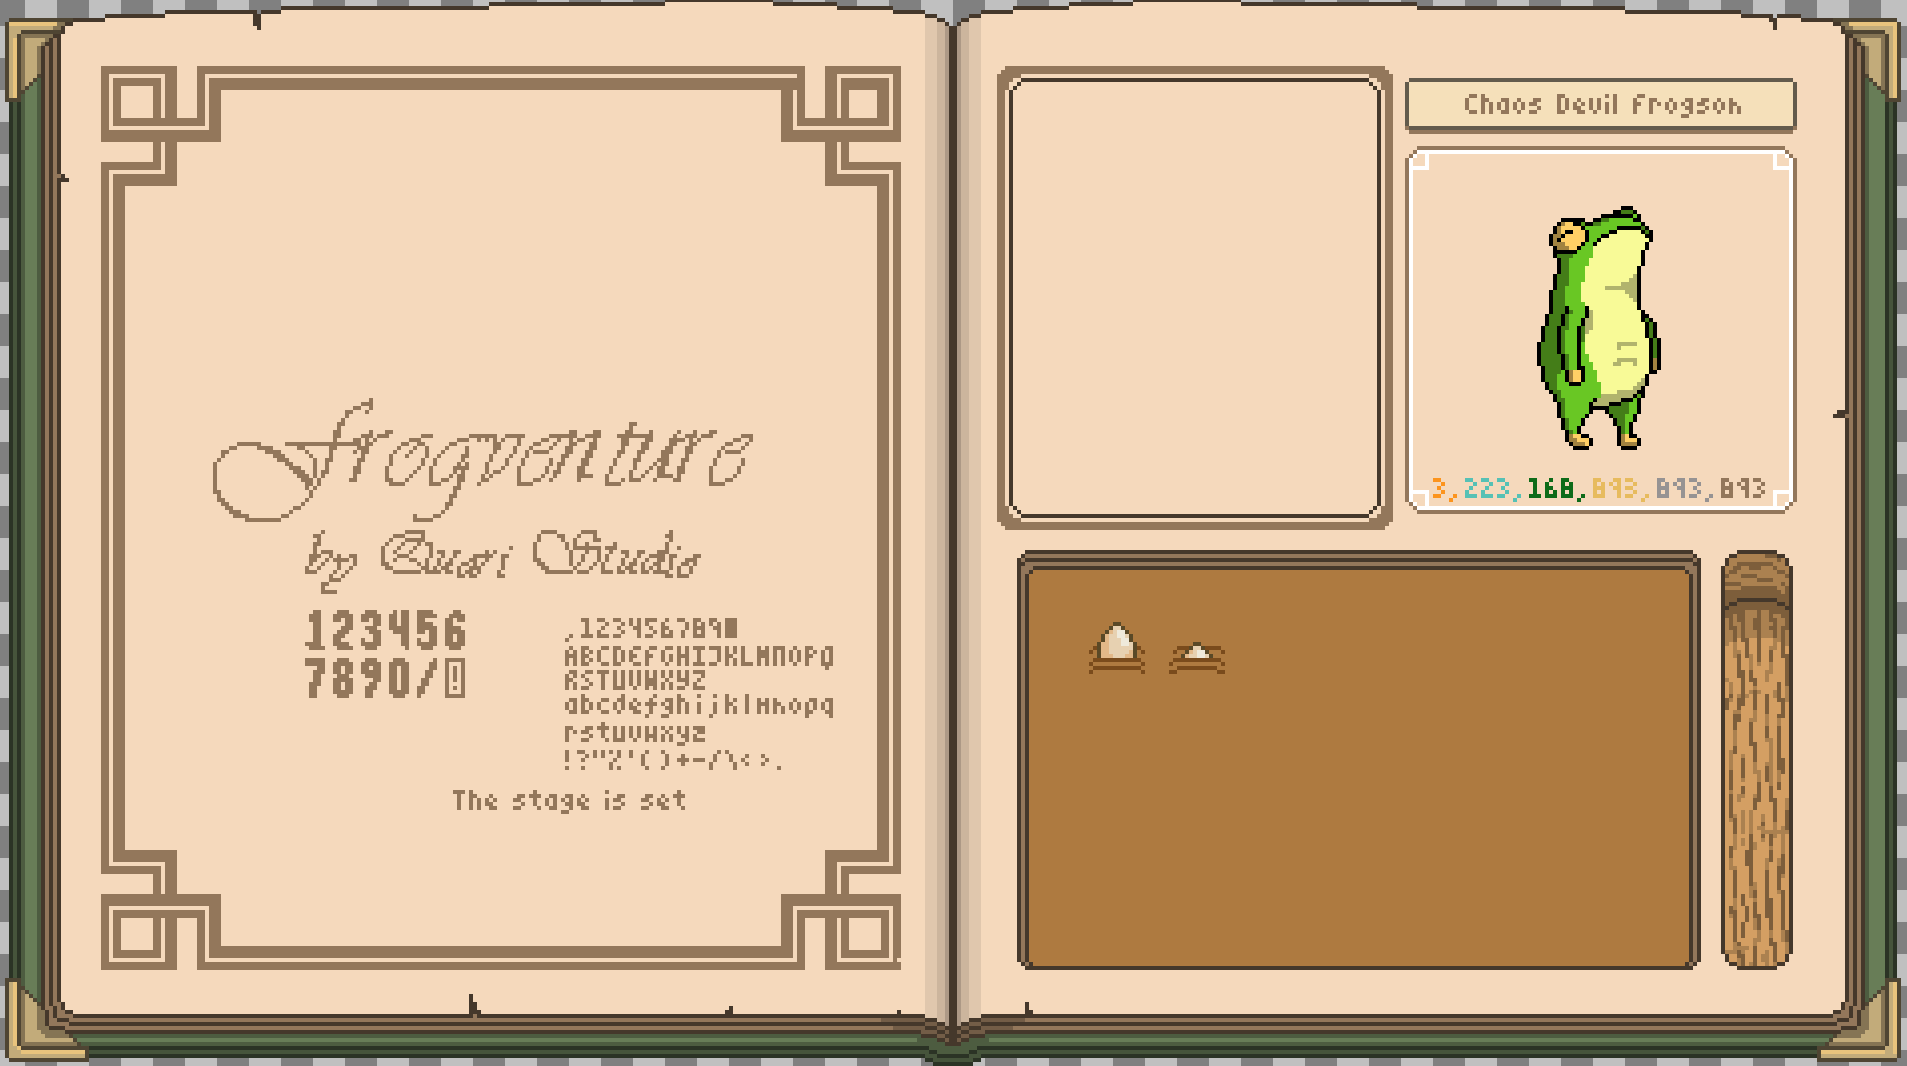 Frogventure
by Quari Studio
123456
7890/!
,1234567890
ABCDEFGHIJKLMNOPQ
RSTUVWXYZ
abcdefghijklmnopq
rstuvwxyz
!?"%'()+-/\<>.
The stage is set
Chaos Devil Frogson
3,223,168,893,893,893